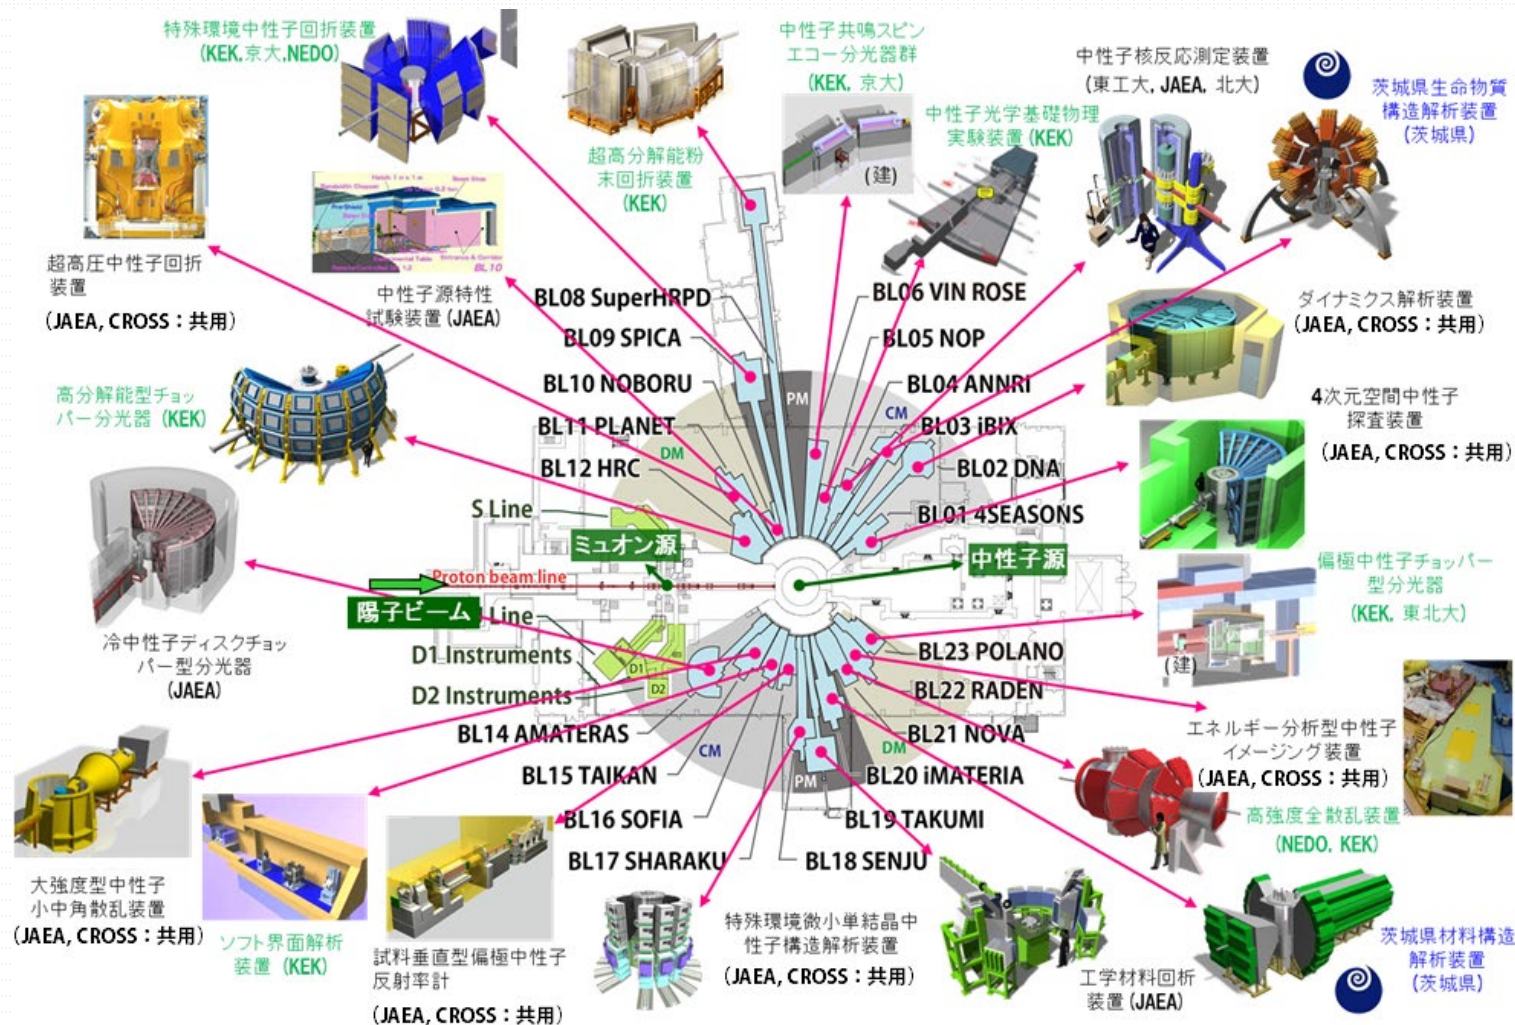 特殊環境中性子回折装置
(KEK,京大,NEDO)
超高圧中性子回折
装置
(JAEA, CROSS：共用)
Hatch 1 m x 1 m
Beam Stop
BL10
中性子源特性
試験装置 (JAEA)
超高分解能粉
末回折装置
(KEK)
中性子共鳴スピン
エコー分光器群
(KEK, 京大)
(建)
中性子光学基礎物理
実験装置 (KEK)
中性子核反応測定装置
(東工大, JAEA, 北大)
茨城県生命物質
構造解析装置
(茨城県)
ダイナミクス解析装置
(JAEA, CROSS：共用)
4次元空間中性子
探査装置
(JAEA, CROSS：共用)
高分解能型チョッ
パー分光器 (KEK)
冷中性子ディスクチョッ
パー型分光器
(JAEA)
BL08 SuperHRPD
BL09 SPICA
BL10 NOBORU
BL11 PLANET
BL12 HRC
BL06 VIN ROSE
BL05 NOP
BL04 ANNRI
BL03 iBIX
BL02 DNA
BL01 4SEASONS
PM
CM
DM
S Line
ミュオン源
中性子源
Proton beam line
陽子ビーム
Line
D1 Instruments
D2 Instruments
D1
D2
BL14 AMATERAS
BL15 TAIKAN
BL16 SOFIA
BL17 SHARAKU
BL18 SENJU
BL19 TAKUMI
BL20 iMATERIA
BL21 NOVA
BL22 RADEN
BL23 POLANO
CM
PM
DM
偏極中性子チョッパー
型分光器
(KEK, 東北大)
(建)
エネルギー分析型中性子
イメージング装置
(JAEA, CROSS：共用)
高強度全散乱装置
(NEDO, KEK)
茨城県材料構造
解析装置
(茨城県)
工学材料回析
装置 (JAEA)
特殊環境微小単結晶中
性子構造解析装置
(JAEA, CROSS：共用)
試料垂直型偏極中性子
反射率計
(JAEA, CROSS：共用)
ソフト界面解析
装置 (KEK)
大強度型中性子
小中角散乱装置
(JAEA, CROSS：共用)